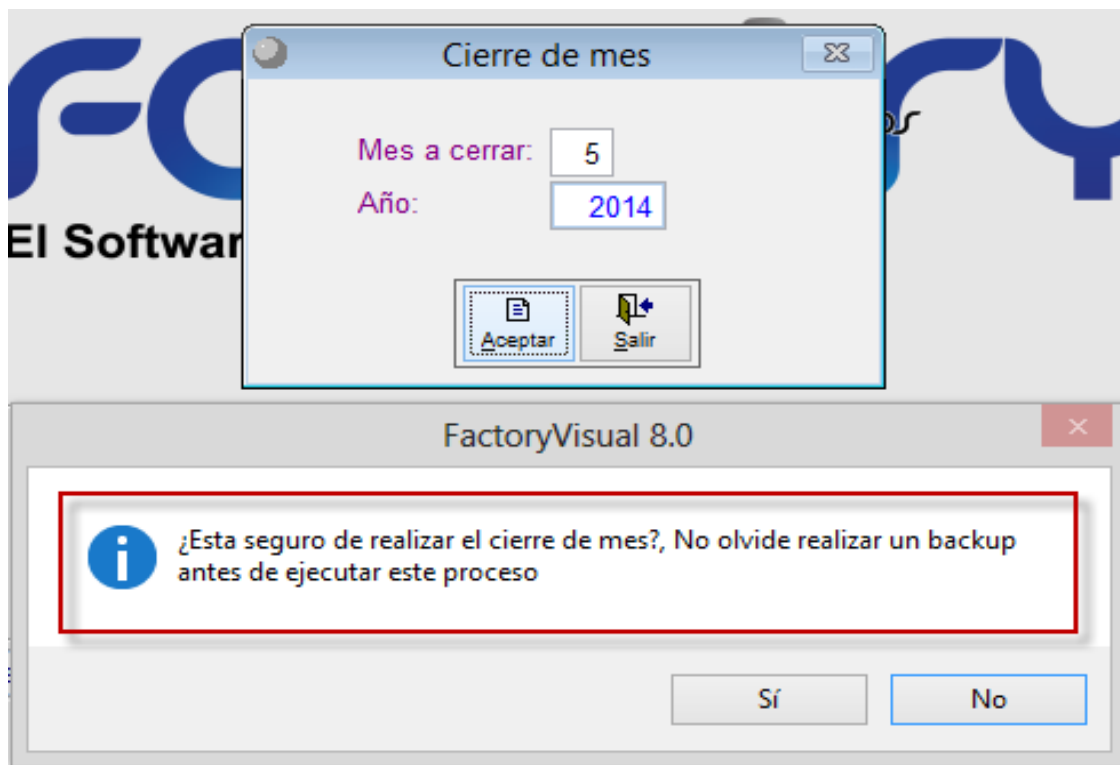 Cierre de mes
Mes a cerrar: 5
Año: 2014
El Softwar
os
Aceptar Salir
FactoryVisual 8.0
¿Esta seguro de realizar el cierre de mes?, No olvide realizar un backup
antes de ejecutar este proceso
Sí No